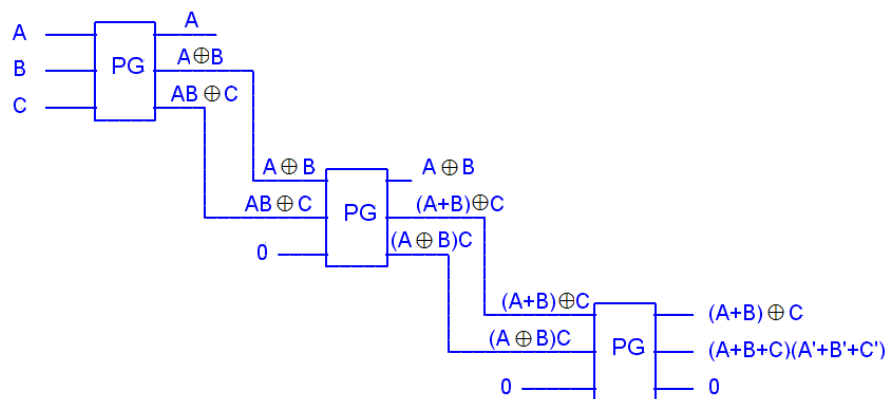 A A
B PG A⊕B
C AB⊕C
A⊕B A⊕B
AB⊕C PG (A+B)⊕C
0 (A⊕B)C
(A+B)⊕C (A+B)⊕C
(A⊕B)C PG (A+B+C)(A'+B'+C')
0 0